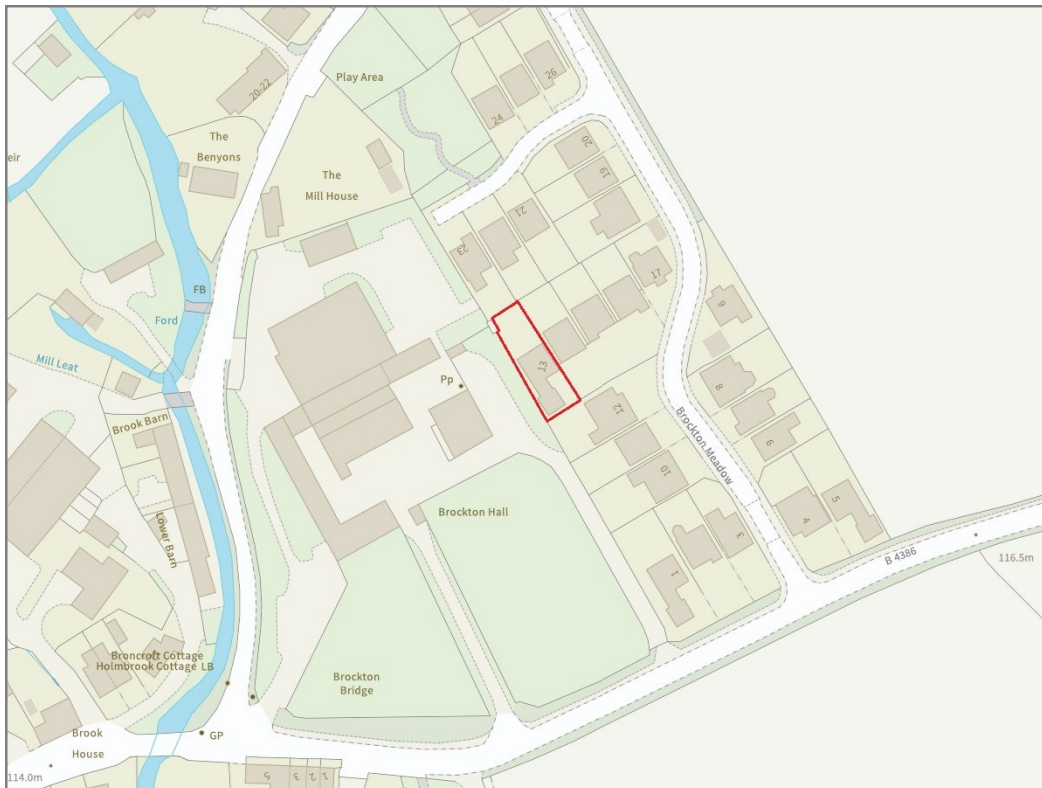 Play Area
26
20-22
24
The
Benyons
20
eir
The
Mill House
19
21
23
17
FB
9
Ford
Mill Leat
13
Pp
8
12
Brook Barn
Brockton Meadow
6
10
Brockton Hall
5
4
Lower Barn
3
B 4386
116.5m
1
Broncroft Cottage
Holmbrook Cottage LB
Brockton
Bridge
Brook
House
GP
114.0m
5
3
2
1